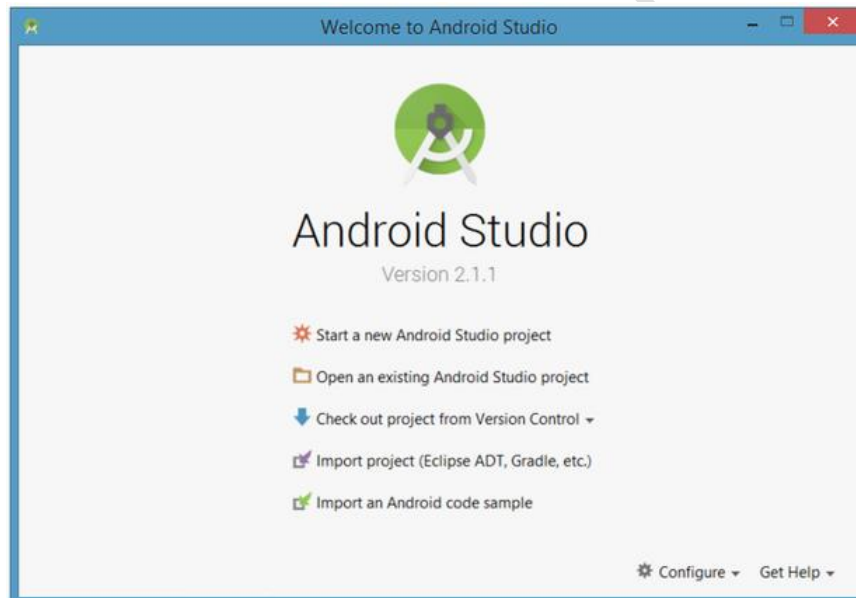 Welcome to Android Studio
Android Studio
Version 2.1.1
Start a new Android Studio project
Open an existing Android Studio project
Check out project from Version Control
Import project (Eclipse ADT, Gradle, etc.)
Import an Android code sample
Configure Get Help